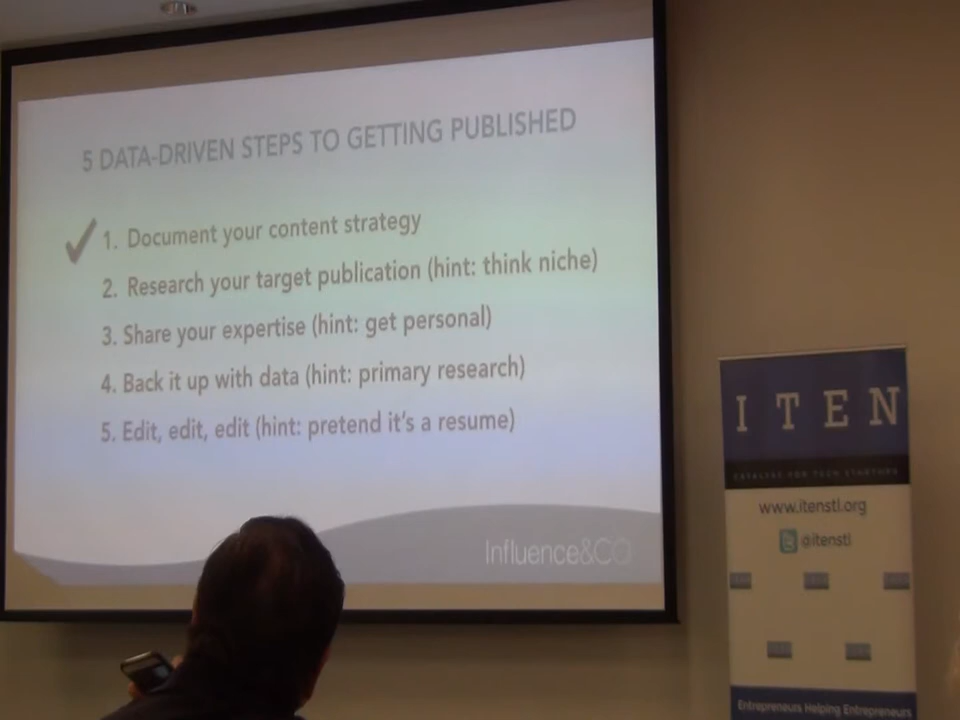 5 DATA-DRIVEN STEPS TO GETTING PUBLISHED
✓ 1. Document your content strategy
2. Research your target publication (hint: think niche)
3. Share your expertise (hint: get personal)
4. Back it up with data (hint: primary research)
5. Edit, edit, edit (hint: pretend it's a resume)
Influence&CO
ITEN
CATALYST FOR TECH STARTUPS
www.itenstl.org
@itenstl
Entrepreneurs Helping Entrepreneurs